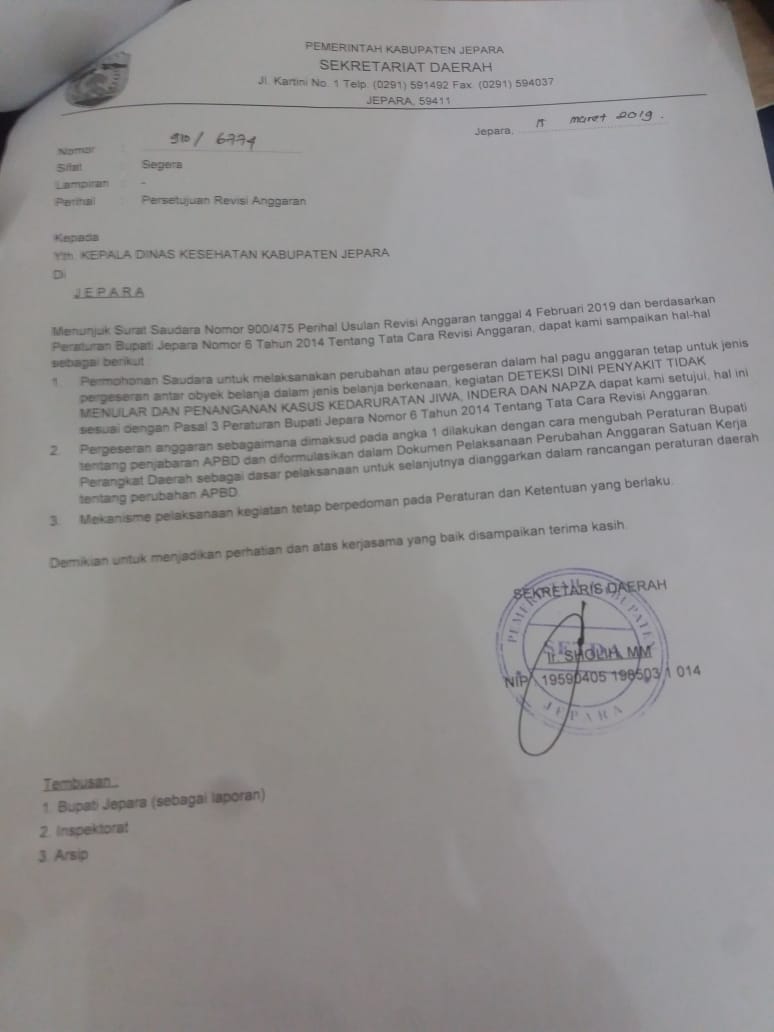 PEMERINTAH KABUPATEN JEPARA
SEKRETARIAT DAERAH
Jl. Kartini No. 1 Telp. (0291) 591492 Fax. (0291) 594037
JEPARA, 59411
Jepara, 15 maret 2019.
Nomor : 910/ 6774
Sifat : Segera
Lampiran : -
Perihal : Persetujuan Revisi Anggaran
Kepada
Yth. KEPALA DINAS KESEHATAN KABUPATEN JEPARA
Di
JEPARA
Menunjuk Surat Saudara Nomor 900/475 Perihal Usulan Revisi Anggaran tanggal 4 Februari 2019 dan berdasarkan
Peraturan Bupati Jepara Nomor 6 Tahun 2014 Tentang Tata Cara Revisi Anggaran, dapat kami sampaikan hal-hal
sebagai berikut :
1. Permohonan Saudara untuk melaksanakan perubahan atau pergeseran dalam hal pagu anggaran tetap untuk jenis
pergeseran antar obyek belanja dalam jenis belanja berkenaan, kegiatan DETEKSI DINI PENYAKIT TIDAK
MENULAR DAN PENANGANAN KASUS KEDARURATAN JIWA, INDERA DAN NAPZA dapat kami setujui, hal ini
sesuai dengan Pasal 3 Peraturan Bupati Jepara Nomor 6 Tahun 2014 Tentang Tata Cara Revisi Anggaran.
2. Pergeseran anggaran sebagaimana dimaksud pada angka 1 dilakukan dengan cara mengubah Peraturan Bupati
tentang penjabaran APBD dan diformulasikan dalam Dokumen Pelaksanaan Perubahan Anggaran Satuan Kerja
Perangkat Daerah sebagai dasar pelaksanaan untuk selanjutnya dianggarkan dalam rancangan peraturan daerah
tentang perubahan APBD.
3. Mekanisme pelaksanaan kegiatan tetap berpedoman pada Peraturan dan Ketentuan yang berlaku.
Demikian untuk menjadikan perhatian dan atas kerjasama yang baik disampaikan terima kasih.
SEKRETARIS DAERAH
PEMERINTAH KABUPATEN
SETDA
Ir. SHOLIH, MM
NIP. 19590405 198503 1 014
JEPARA
Tembusan :
1. Bupati Jepara (sebagai laporan)
2. Inspektorat
3. Arsip